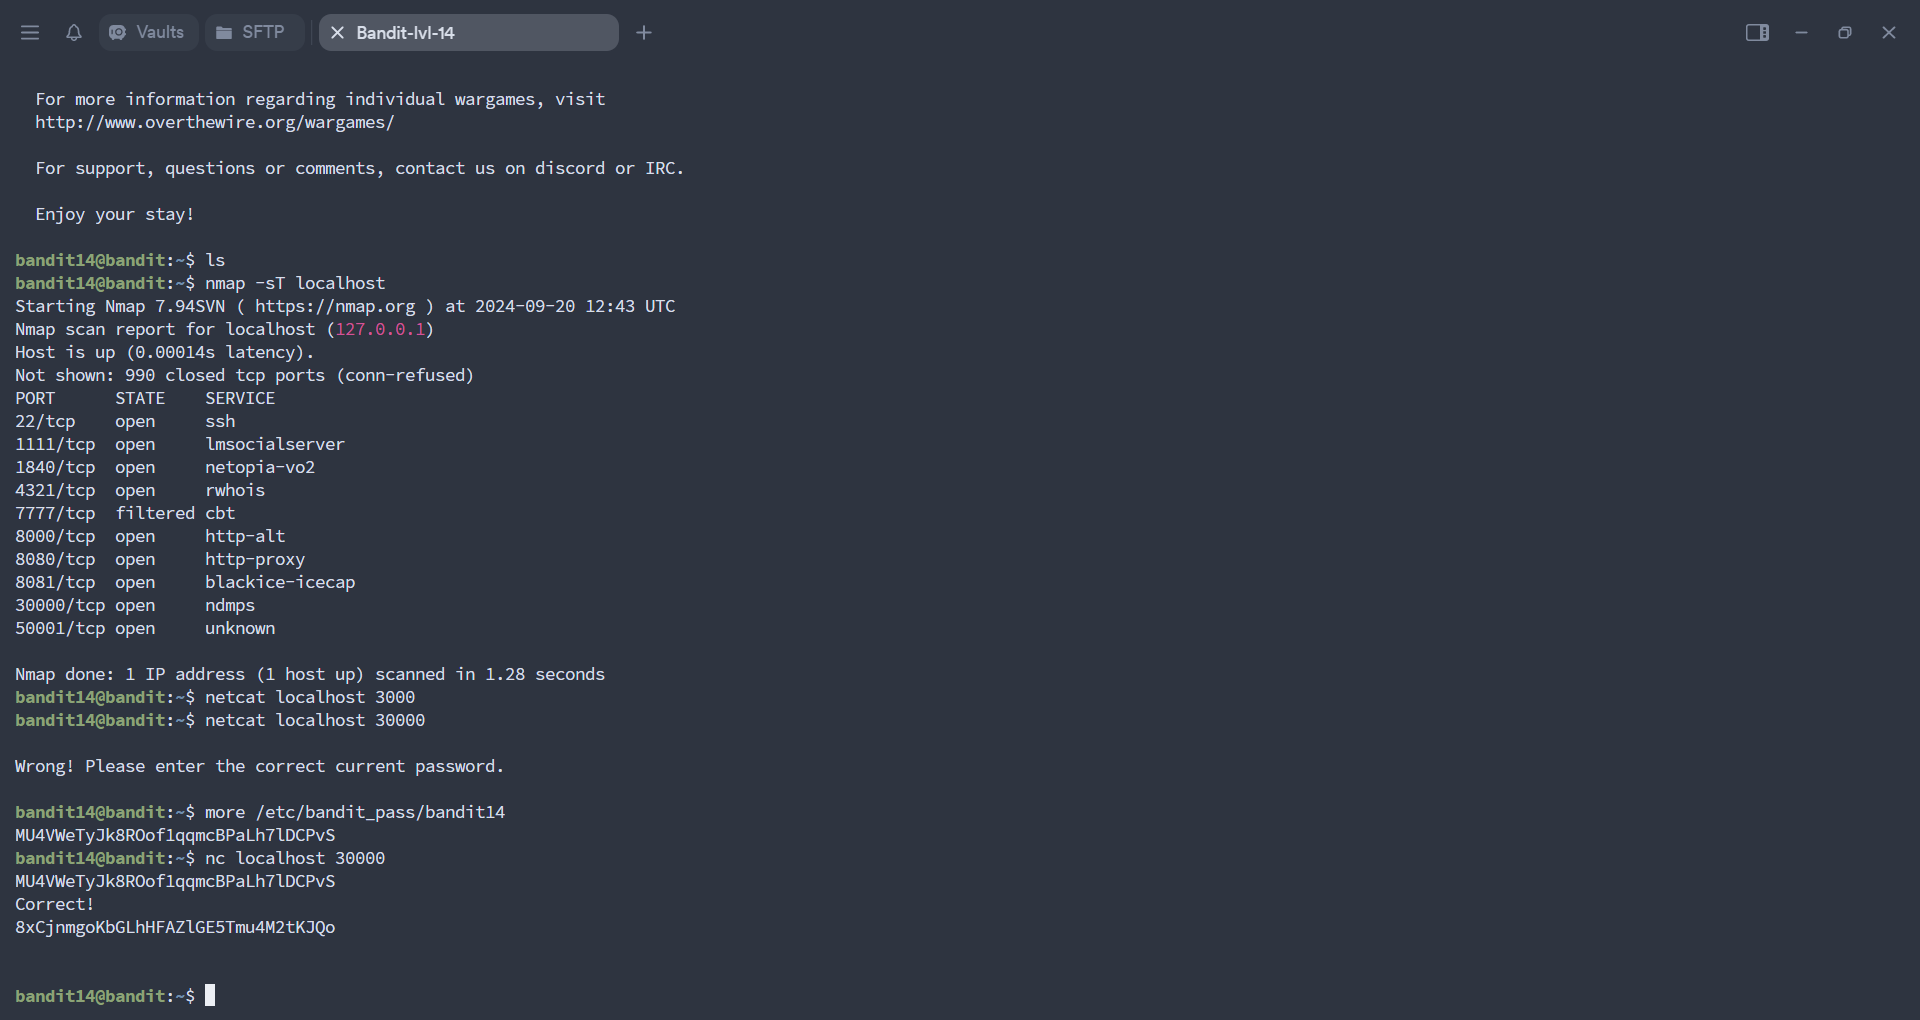 Vaults SFTP Bandit-lvl-14
For more information regarding individual wargames, visit
http://www.overthewire.org/wargames/
For support, questions or comments, contact us on discord or IRC.
Enjoy your stay!
bandit14@bandit:~$ ls
bandit14@bandit:~$ nmap -sT localhost
Starting Nmap 7.94SVN ( https://nmap.org ) at 2024-09-20 12:43 UTC
Nmap scan report for localhost (127.0.0.1)
Host is up (0.00014s latency).
Not shown: 990 closed tcp ports (conn-refused)
PORT      STATE    SERVICE
22/tcp    open     ssh
1111/tcp  open     lmsocialserver
1840/tcp  open     netopia-vo2
4321/tcp  open     rwhois
7777/tcp  filtered cbt
8000/tcp  open     http-alt
8080/tcp  open     http-proxy
8081/tcp  open     blackice-icecap
30000/tcp open     ndmps
50001/tcp open     unknown
Nmap done: 1 IP address (1 host up) scanned in 1.28 seconds
bandit14@bandit:~$ netcat localhost 3000
bandit14@bandit:~$ netcat localhost 30000
Wrong! Please enter the correct current password.
bandit14@bandit:~$ more /etc/bandit_pass/bandit14
MU4VWeTyJk8ROof1qqmcBPaLh7lDCPvS
bandit14@bandit:~$ nc localhost 30000
MU4VWeTyJk8ROof1qqmcBPaLh7lDCPvS
Correct!
8xCjnmgoKbGLhHFAZlGE5Tmu4M2tKJQo
bandit14@bandit:~$